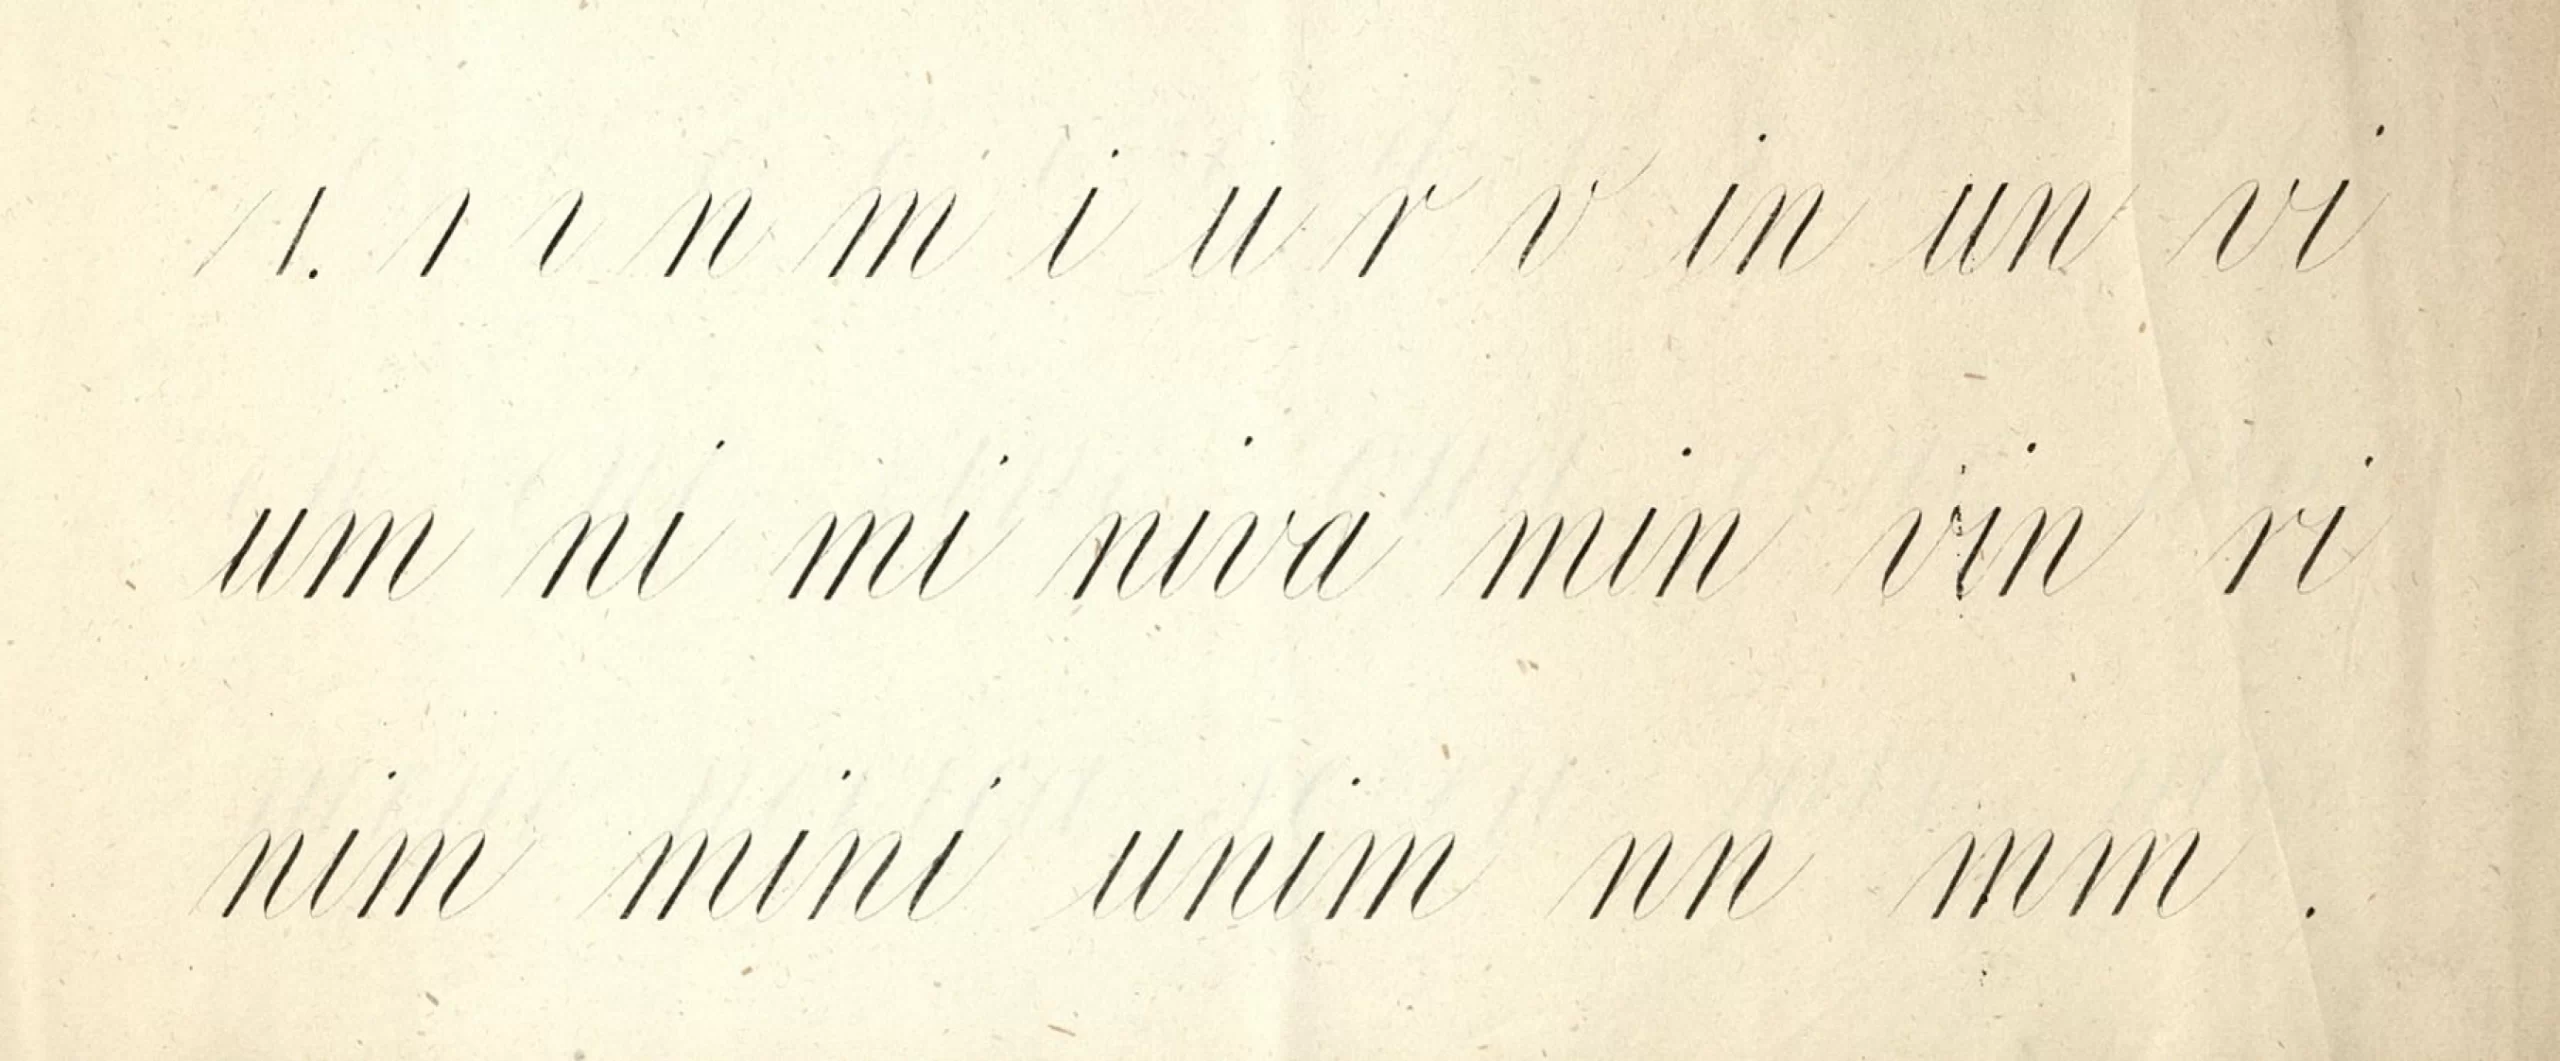 1. ı ı n m i u r v in un vi
um ni mi niva min vin ri
nim mini unim nn mm .